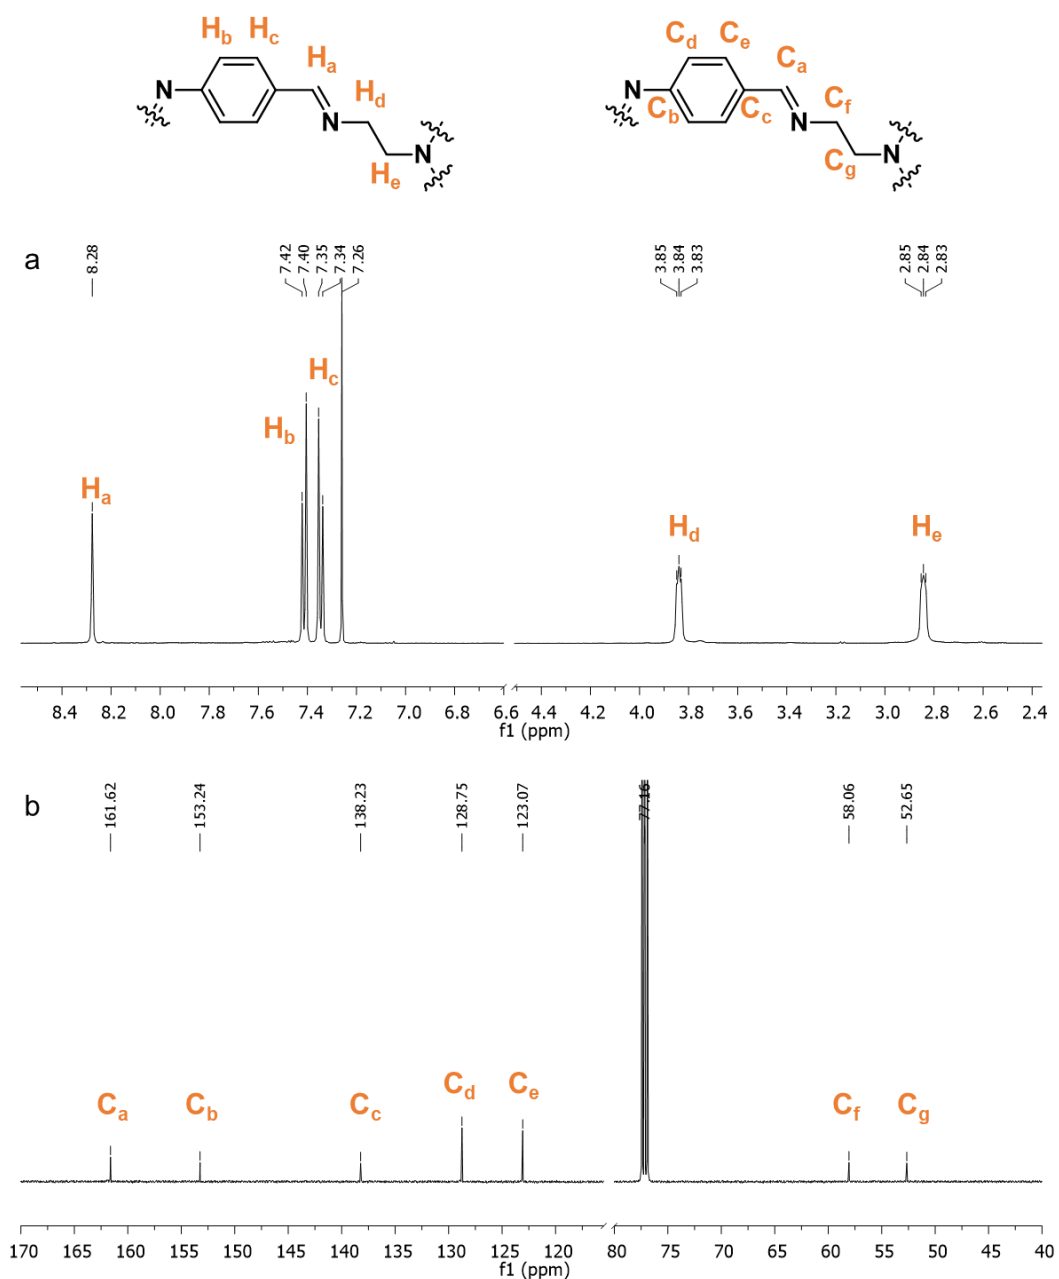 Hb Hc Ha Hd He N N N
Cd Ce Ca Cf Cb Cc Cg N N N
a
8.28 7.42 7.40 7.35 7.34 7.26 3.85 3.84 3.83 2.85 2.84 2.83
Ha Hb Hc Hd He
8.4 8.2 8.0 7.8 7.6 7.4 7.2 7.0 6.8 6.6 4.4 4.2 4.0 3.8 3.6 3.4 3.2 3.0 2.8 2.6 2.4
f1 (ppm)
b
161.62 153.24 138.23 128.75 123.07 77.16 58.06 52.65
Ca Cb Cc Cd Ce Cf Cg
170 165 160 155 150 145 140 135 130 125 120 80 75 70 65 60 55 50 45 40
f1 (ppm)